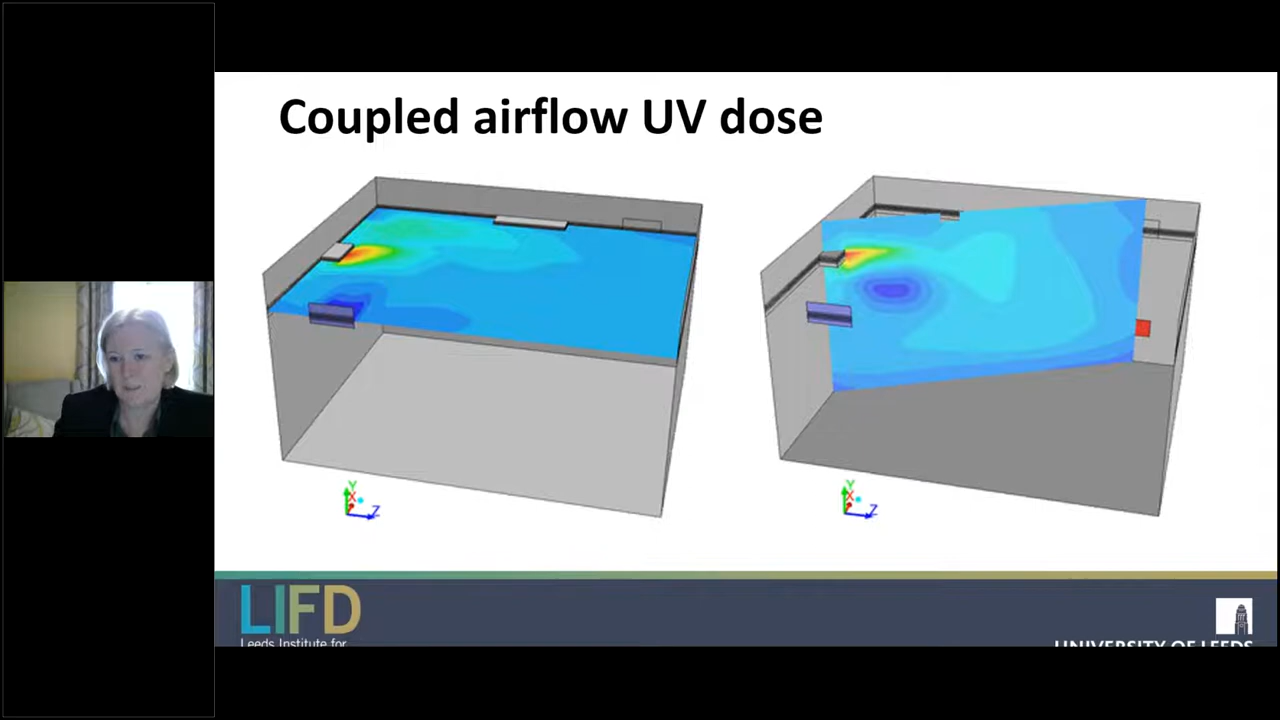 Coupled airflow UV dose
Y
X
Z
Y
X
Z
LIFD
Leeds Institute for
UNIVERSITY OF LEEDS